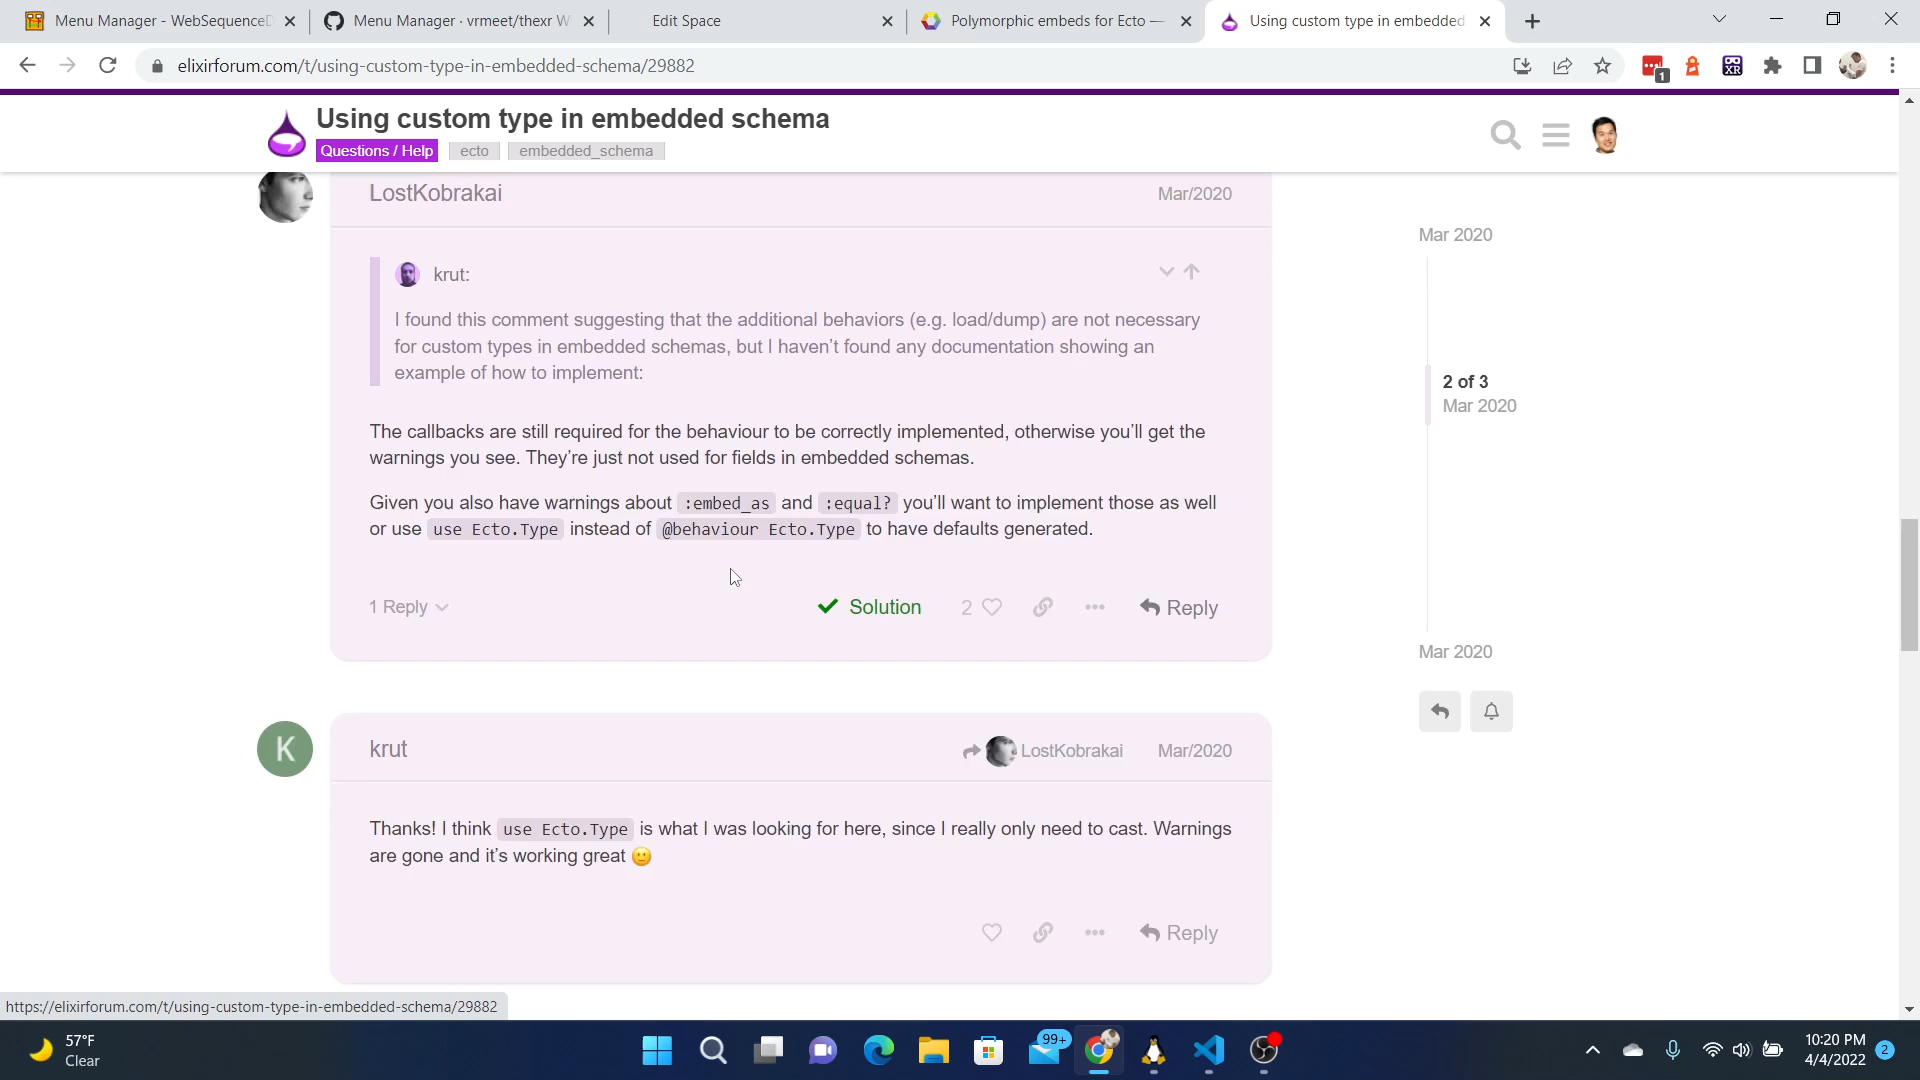 Menu Manager - WebSequenceD
Menu Manager · vrmeet/thexr W
Edit Space
Polymorphic embeds for Ecto —
Using custom type in embedded
elixirforum.com/t/using-custom-type-in-embedded-schema/29882
1
XR
Using custom type in embedded schema
Questions / Help
ecto
embedded_schema
LostKobrakai
Mar/2020
krut:
I found this comment suggesting that the additional behaviors (e.g. load/dump) are not necessary
for custom types in embedded schemas, but I haven’t found any documentation showing an
example of how to implement:
The callbacks are still required for the behaviour to be correctly implemented, otherwise you’ll get the
warnings you see. They’re just not used for fields in embedded schemas.
Given you also have warnings about :embed_as and :equal? you’ll want to implement those as well
or use use Ecto.Type instead of @behaviour Ecto.Type to have defaults generated.
1 Reply
Solution
2
Reply
Mar 2020
2 of 3
Mar 2020
Mar 2020
K
krut
LostKobrakai
Mar/2020
Thanks! I think use Ecto.Type is what I was looking for here, since I really only need to cast. Warnings
are gone and it’s working great
Reply
https://elixirforum.com/t/using-custom-type-in-embedded-schema/29882
57°F
Clear
99+
10:20 PM
4/4/2022
2